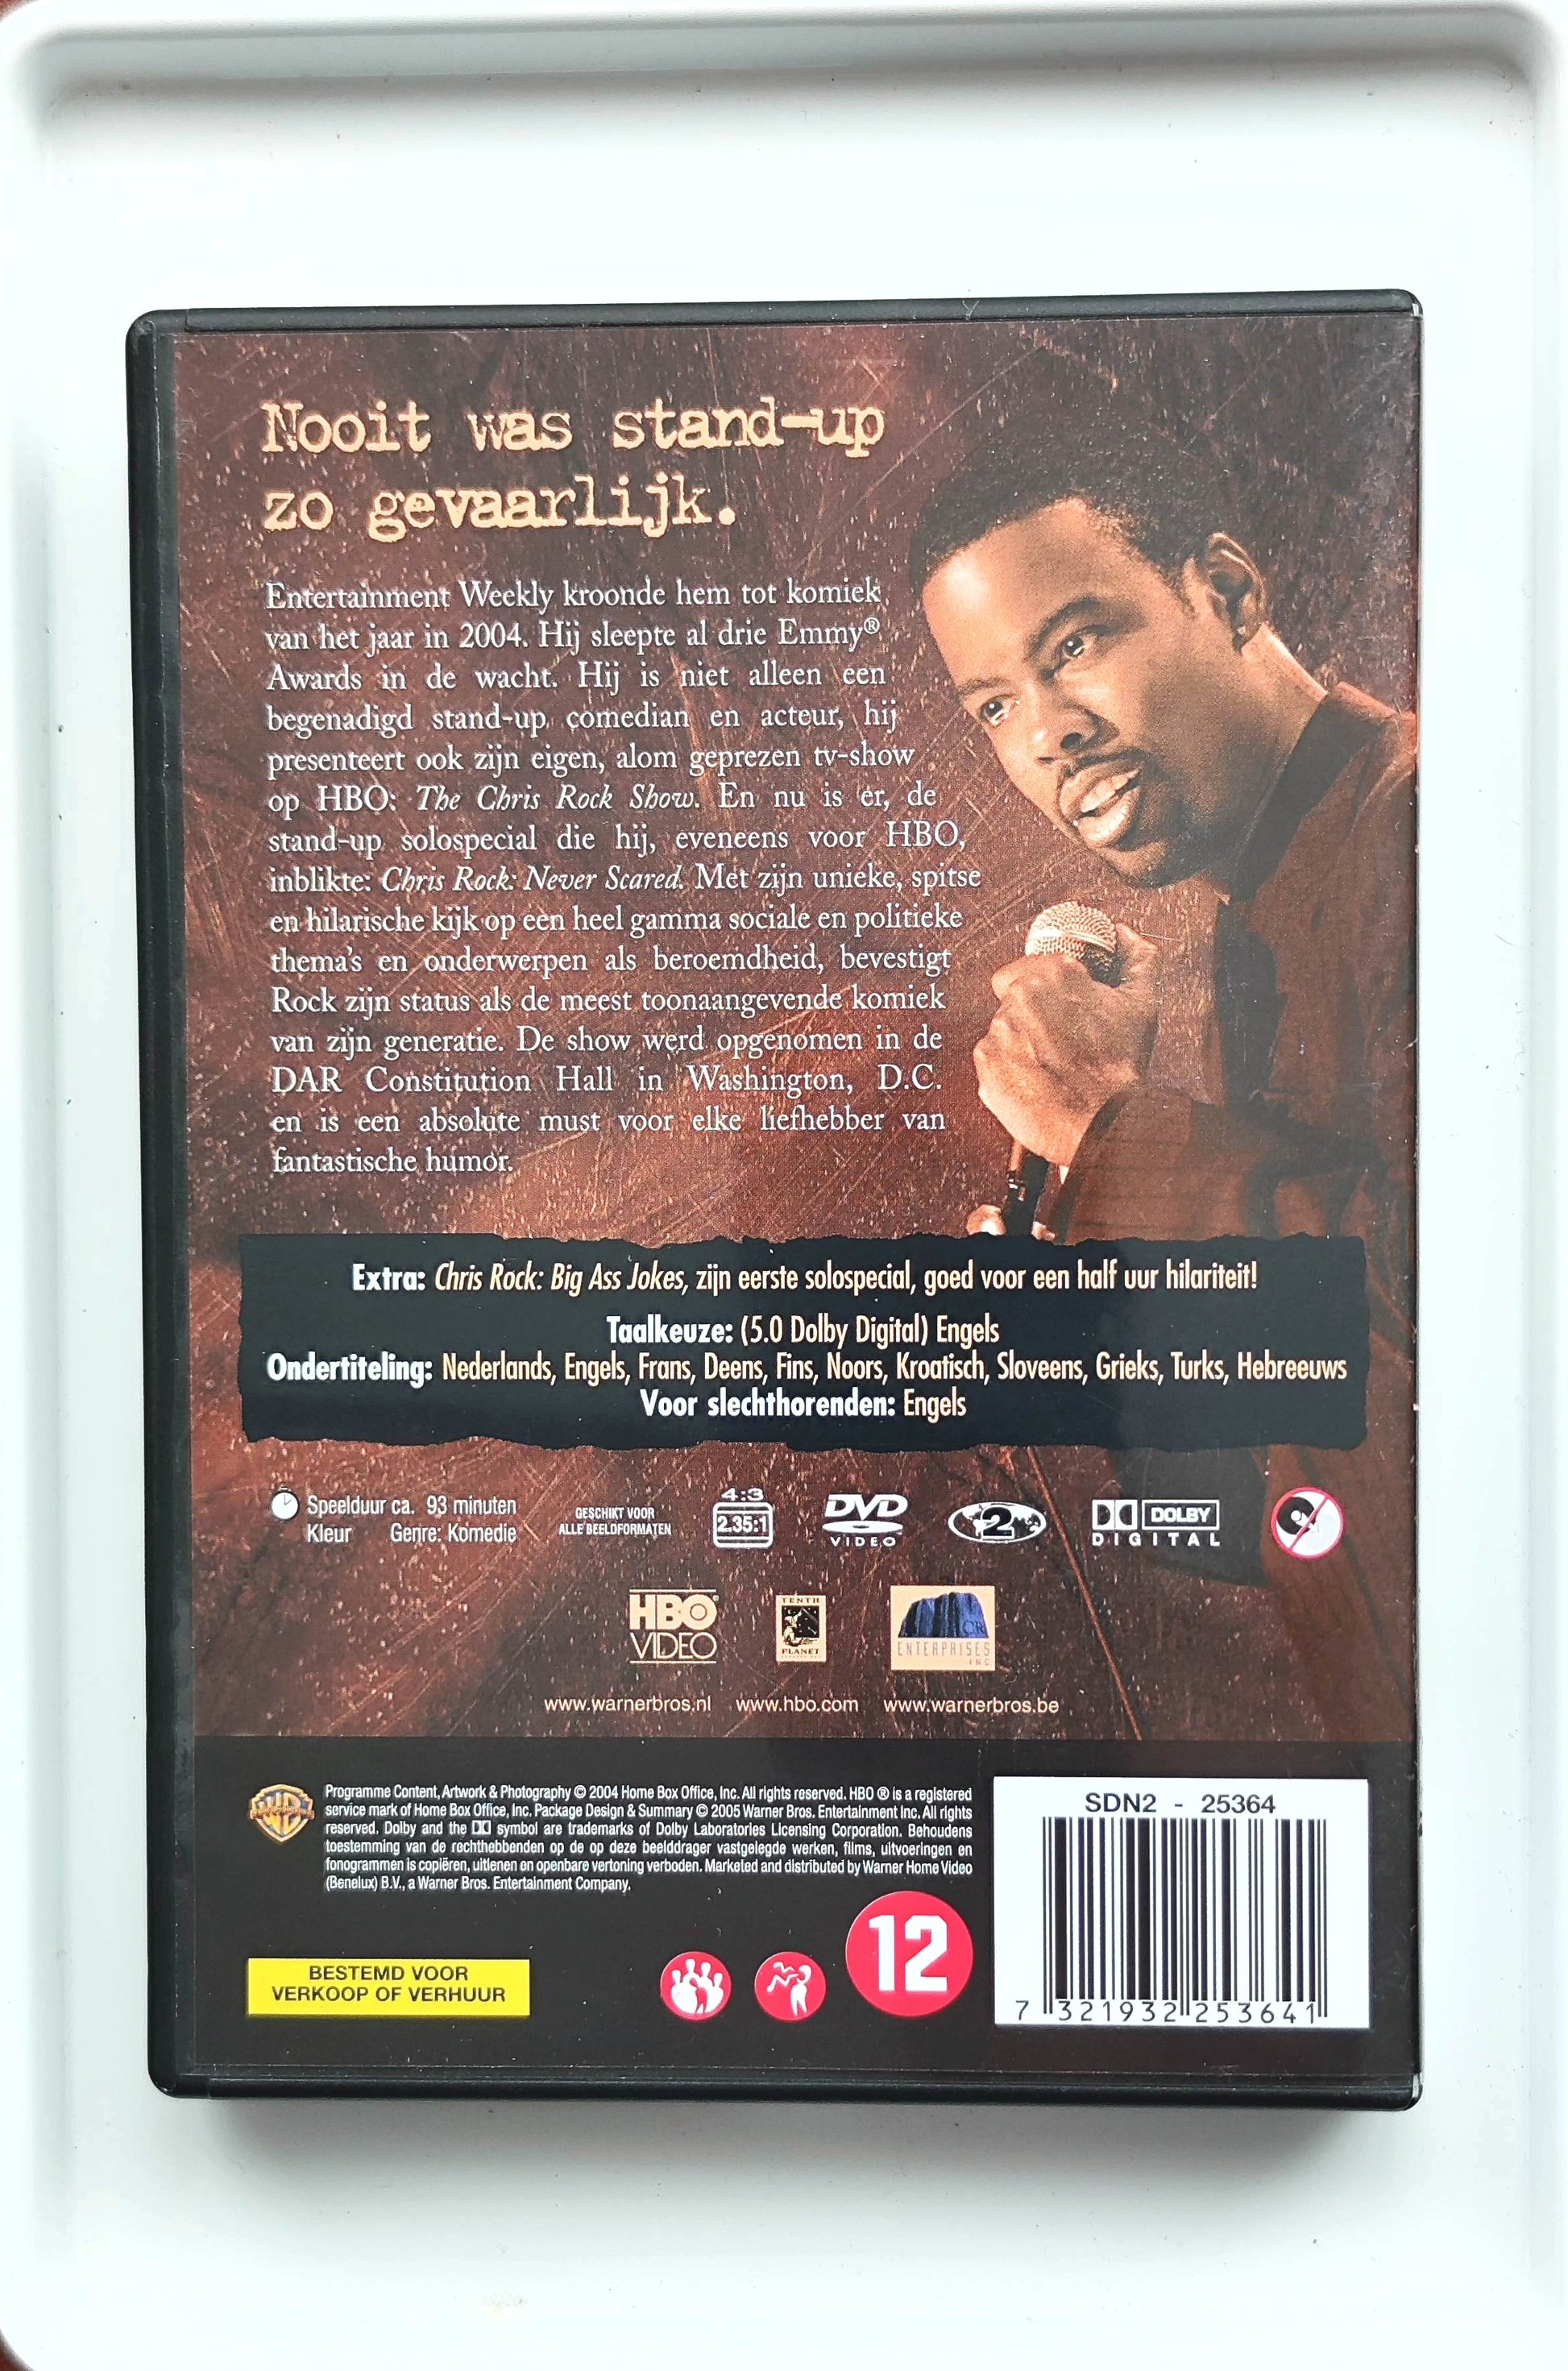 Nooit was stand-up
zo gevaarlijk.
Entertainment Weekly kroonde hem tot komiek
van het jaar in 2004. Hij sleepte al drie Emmy®
Awards in de wacht. Hij is niet alleen een
begenadigd stand-up comedian en acteur, hij
presenteert ook zijn eigen, alom geprezen tv-show
op HBO: The Chris Rock Show. En nu is er, de
stand-up solospecial die hij, eveneens voor HBO,
inblikte: Chris Rock: Never Scared. Met zijn unieke, spitse
en hilarische kijk op een heel gamma sociale en politieke
thema's en onderwerpen als beroemdheid, bevestigt
Rock zijn status als de meest toonaangevende komiek
van zijn generatie. De show werd opgenomen in de
DAR Constitution Hall in Washington, D.C.
en is een absolute must voor elke liefhebber van
fantastische humor.
Extra: Chris Rock: Big Ass Jokes, zijn eerste solospecial, goed voor een half uur hilariteit!
Taalkeuze: (5.0 Dolby Digital) Engels
Ondertiteling: Nederlands, Engels, Frans, Deens, Fins, Noors, Kroatisch, Sloveens, Grieks, Turks, Hebreeuws
Voor slechthorenden: Engels
Speelduur ca. 93 minuten
Kleur Genre: Komedie
GESCHIKT VOOR
ALLE BEELDFORMATEN
4:3
2.35:1
DVD
VIDEO
2
DOLBY
DIGITAL
HBO®
VIDEO
TENTH
PLANET
CR
ENTERPRISES
INC
www.warnerbros.nl www.hbo.com www.warnerbros.be
Programme Content, Artwork & Photography © 2004 Home Box Office, Inc. All rights reserved. HBO ® is a registered
service mark of Home Box Office, Inc. Package Design & Summary © 2005 Warner Bros. Entertainment Inc. All rights
reserved. Dolby and the symbol are trademarks of Dolby Laboratories Licensing Corporation. Behoudens
toestemming van de rechthebbenden op de op deze beelddrager vastgelegde werken, films, uitvoeringen en
fonogrammen is copiëren, uitlenen en openbare vertoning verboden. Marketed and distributed by Warner Home Video
(Benelux) B.V., a Warner Bros. Entertainment Company.
BESTEMD VOOR
VERKOOP OF VERHUUR
12
SDN2 - 25364
7 321932 253641